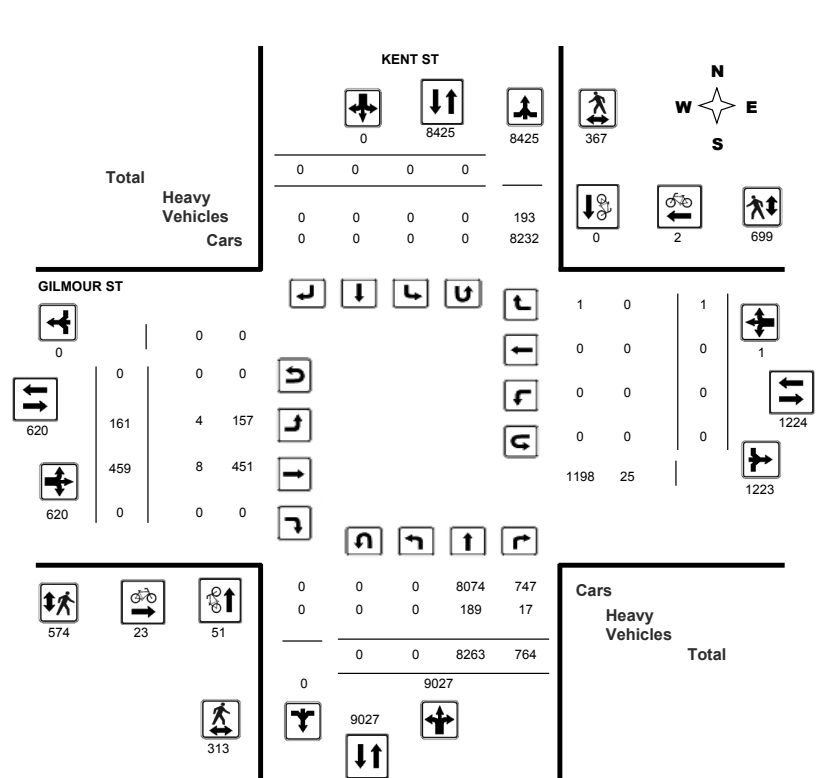 KENT ST
N
W E
S
0 8425 8425 367
0 0 0 0
Total
Heavy
Vehicles 0 0 0 0 193
Cars 0 0 0 0 8232
0 2 699
GILMOUR ST
0 0 0
1 0 1
0 0 0
1
0 0 0
620 161 4 157
0 0 0
1224
459 8 451
0 0 0
620 0 0 0
1198 25
1223
0 0 0 8074 747
0 0 0 189 17
Cars
Heavy
Vehicles
Total
574 23 51
0 0 8263 764
0 9027
9027
313